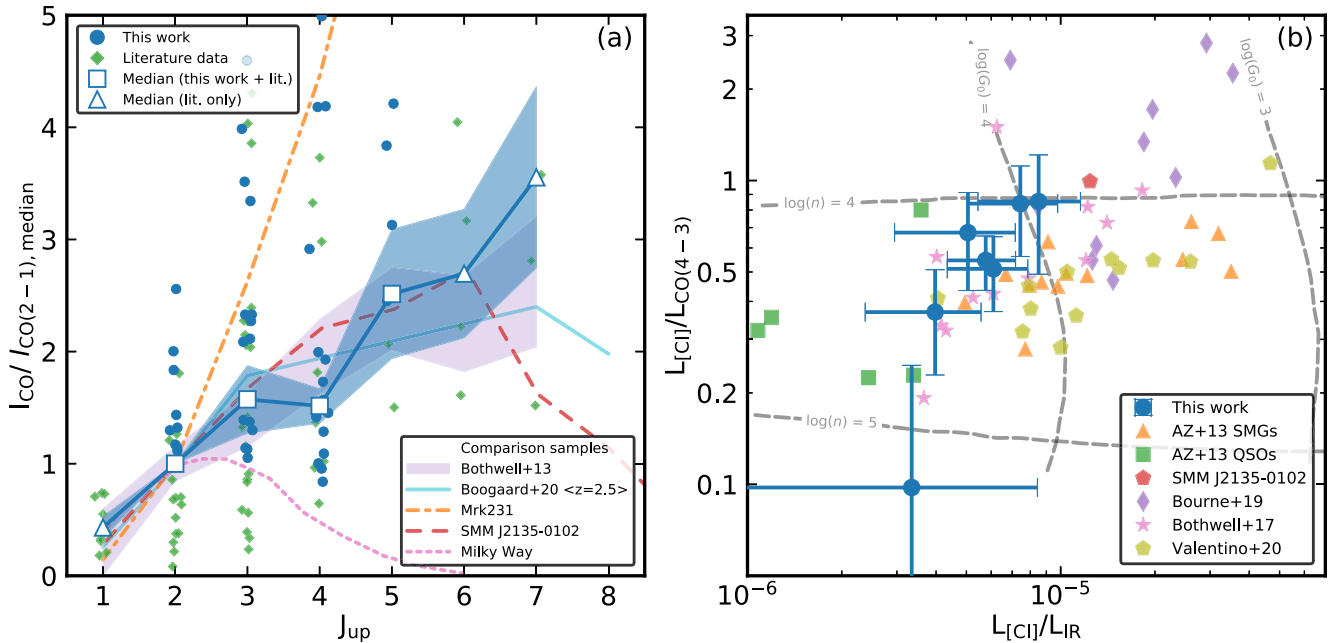 5
4
3
2
1
0
I_CO/ I_CO(2 − 1), median
This work
Literature data
Median (this work + lit.)
Median (lit. only)
(a)
Comparison samples
Bothwell+13
Boogaard+20 <z=2.5>
Mrk231
SMM J2135-0102
Milky Way
1 2 3 4 5 6 7 8
J_up
3
2
1
0.5
0.2
0.1
L_[CI]/L_CO(4 − 3)
(b)
log(G₀) = 4
log(G₀) = 3
log(n) = 4
log(n) = 5
This work
AZ+13 SMGs
AZ+13 QSOs
SMM J2135-0102
Bourne+19
Bothwell+17
Valentino+20
10⁻⁶ 10⁻⁵
L_[CI]/L_IR